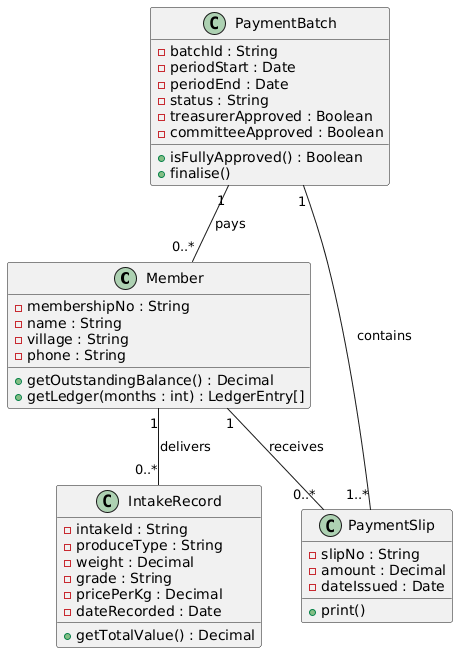 C PaymentBatch
batchId : String
periodStart : Date
periodEnd : Date
status : String
treasurerApproved : Boolean
committeeApproved : Boolean
isFullyApproved() : Boolean
finalise()
1
1
pays
0..*
C Member
membershipNo : String
name : String
village : String
phone : String
getOutstandingBalance() : Decimal
getLedger(months : int) : LedgerEntry[]
contains
1
1
delivers
receives
0..*
0..*
1..*
C IntakeRecord
intakeId : String
produceType : String
weight : Decimal
grade : String
pricePerKg : Decimal
dateRecorded : Date
getTotalValue() : Decimal
C PaymentSlip
slipNo : String
amount : Decimal
dateIssued : Date
print()